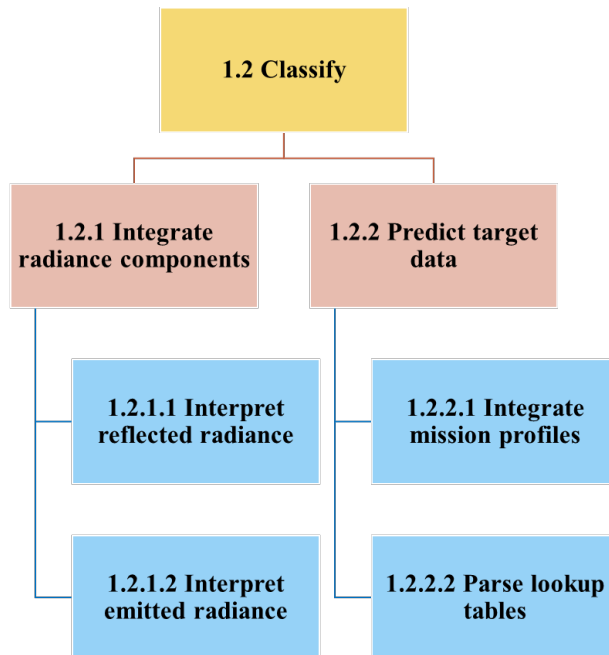 1.2 Classify
1.2.1 Integrate
radiance components
1.2.2 Predict target
data
1.2.1.1 Interpret
reflected radiance
1.2.2.1 Integrate
mission profiles
1.2.1.2 Interpret
emitted radiance
1.2.2.2 Parse lookup
tables